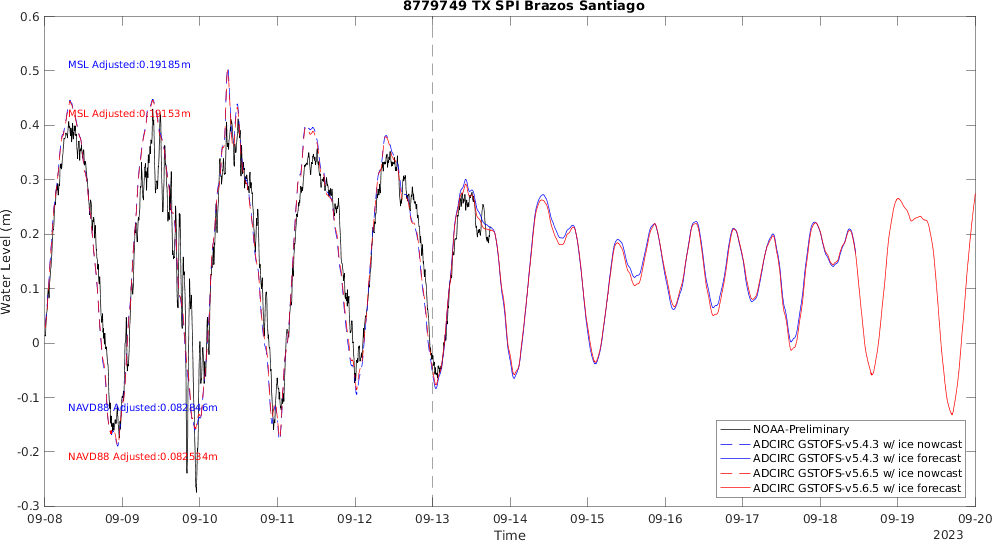 8779749 TX SPI Brazos Santiago
0.6
0.5
0.4
0.3
0.2
0.1
0
-0.1
-0.2
-0.3
Water Level (m)
MSL Adjusted:0.19185m
MSL Adjusted:0.19153m
NAVD88 Adjusted:0.082846m
NAVD88 Adjusted:0.082534m
NOAA-Preliminary
ADCIRC GSTOFS-v5.4.3 w/ ice nowcast
ADCIRC GSTOFS-v5.4.3 w/ ice forecast
ADCIRC GSTOFS-v5.6.5 w/ ice nowcast
ADCIRC GSTOFS-v5.6.5 w/ ice forecast
09-08 09-09 09-10 09-11 09-12 09-13 09-14 09-15 09-16 09-17 09-18 09-19 09-20
Time
2023